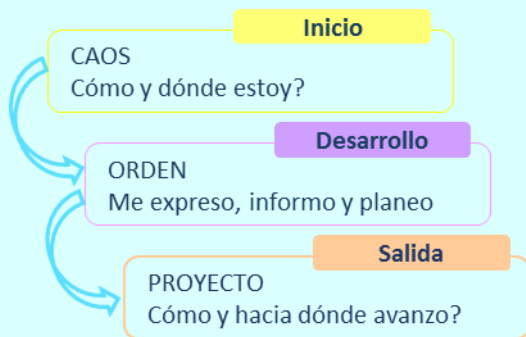 Inicio
CAOS
Cómo y dónde estoy?
Desarrollo
ORDEN
Me expreso, informo y planeo
Salida
PROYECTO
Cómo y hacia dónde avanzo?